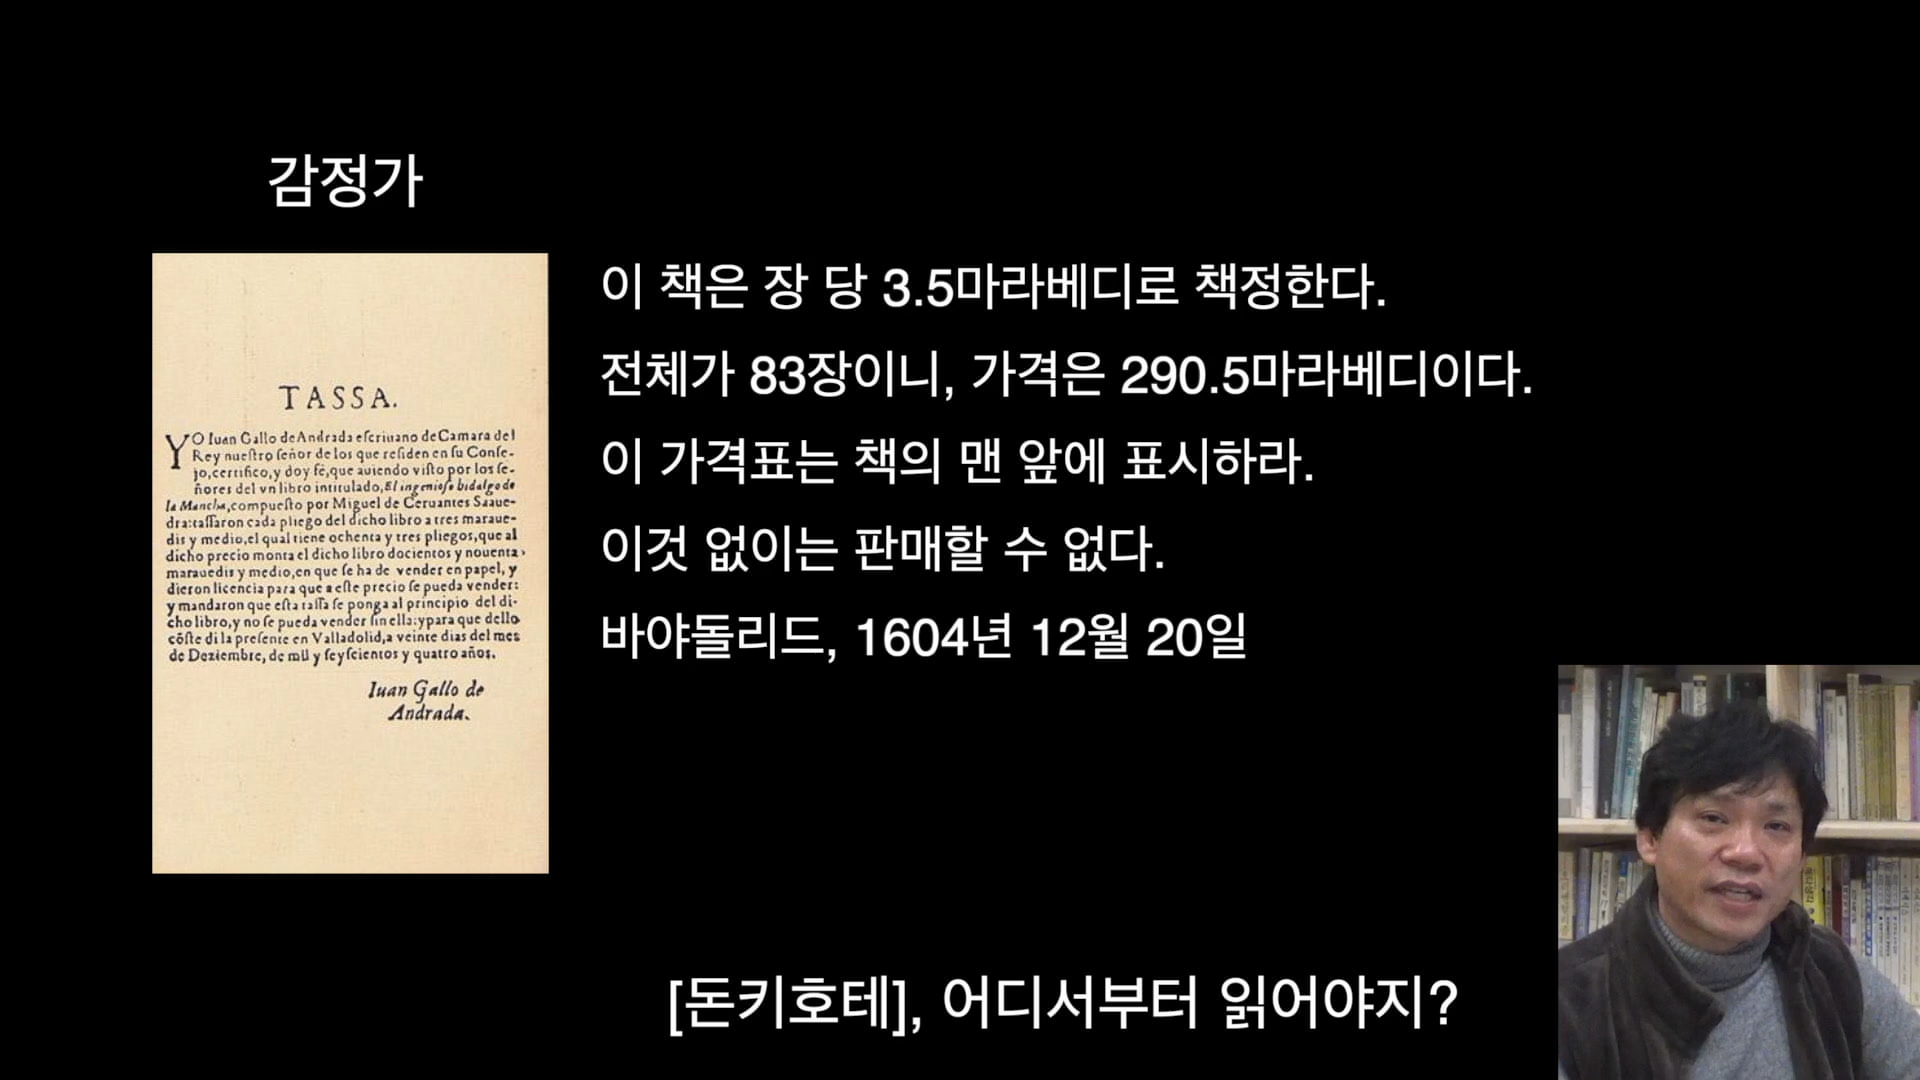 감정가
TASSA.
YO Iuan Gallo de Andrada escriuano de Camara del
Rey nuestro señor de los que residen en su Conse-
jo, certifico, y doy fé, que auiendo visto por los se-
ñores del vn libro intitulado, El ingenioso hidalgo de
la Mancha, compuesto por Miguel de Ceruantes Saaue-
dra: tassaron cada pliego del dicho libro a tres maraue-
dis y medio, el qual tiene ochenta y tres pliegos, que al
dicho precio monta el dicho libro docientos y nouenta
marauedis y medio, en que se ha de vender en papel, y
dieron licencia para que a este precio se pueda vender:
y mandaron que esta tassa se ponga al principio del di-
cho libro, y no se pueda vender sin ella: y para que dello
cõste di la presente en Valladolid, a veinte dias del mes
de Deziembre, de mil y seyscientos y quatro años.
Iuan Gallo de
Andrada.
이 책은 장 당 3.5마라베디로 책정한다.
전체가 83장이니, 가격은 290.5마라베디이다.
이 가격표는 책의 맨 앞에 표시하라.
이것 없이는 판매할 수 없다.
바야돌리드, 1604년 12월 20일
[돈키호테], 어디서부터 읽어야지?